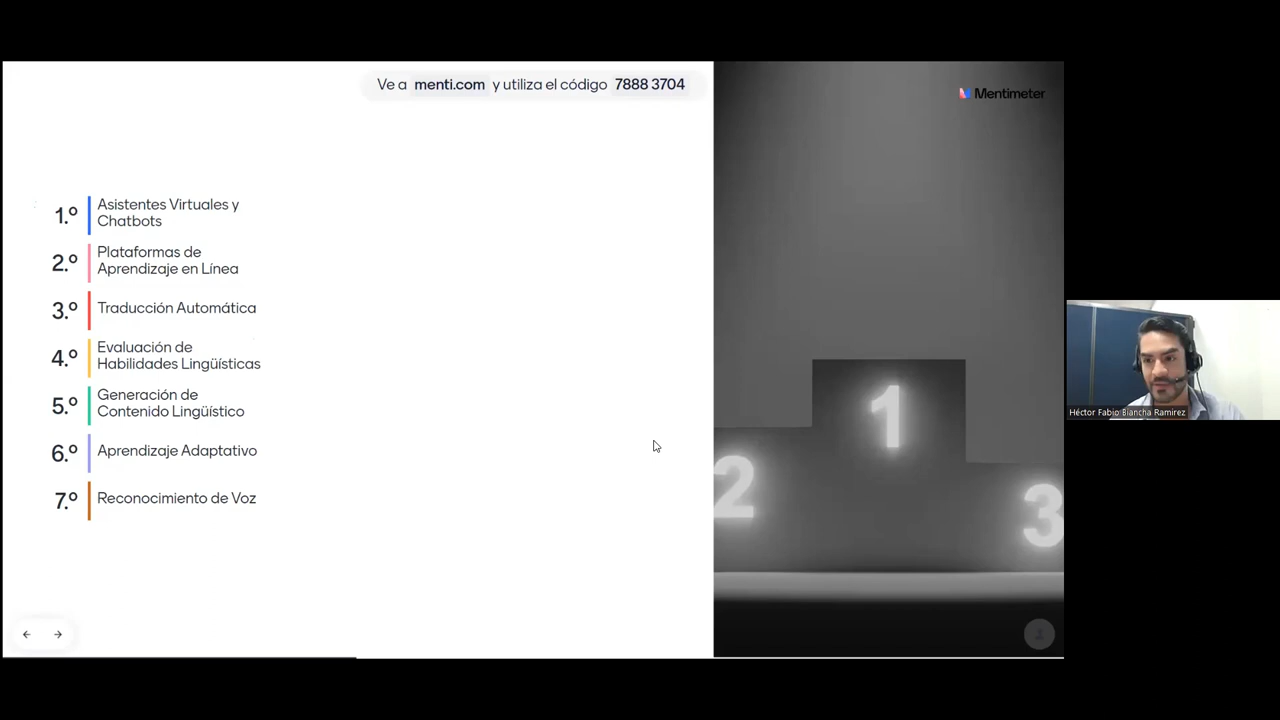 Ve a menti.com y utiliza el código 7888 3704
Mentimeter
1.º Asistentes Virtuales y
Chatbots
2.º Plataformas de
Aprendizaje en Línea
3.º Traducción Automática
4.º Evaluación de
Habilidades Lingüísticas
5.º Generación de
Contenido Lingüístico
6.º Aprendizaje Adaptativo
7.º Reconocimiento de Voz
1
2
3
Héctor Fabio Biancha Ramirez